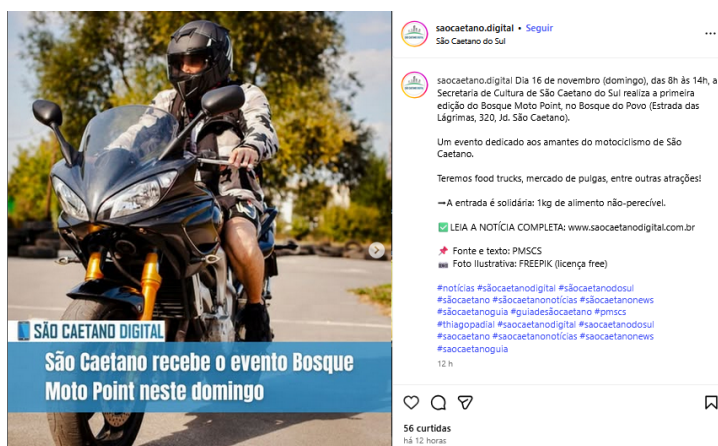 SÃO CAETANO DIGITAL
São Caetano recebe o evento Bosque
Moto Point neste domingo
saocaetano.digital • Seguir
São Caetano do Sul
saocaetano.digital Dia 16 de novembro (domingo), das 8h às 14h, a
Secretaria de Cultura de São Caetano do Sul realiza a primeira
edição do Bosque Moto Point, no Bosque do Povo (Estrada das
Lágrimas, 320, Jd. São Caetano).
Um evento dedicado aos amantes do motociclismo de São
Caetano.
Teremos food trucks, mercado de pulgas, entre outras atrações!
➞A entrada é solidária: 1kg de alimento não-perecível.
✅ LEIA A NOTÍCIA COMPLETA: www.saocaetanodigital.com.br
📌 Fonte e texto: PMSCS
📷 Foto Ilustrativa: FREEPIK (licença free)
#notícias #sãocaetanodigital #sãocaetanodosul
#sãocaetano #sãocaetanonotícias #sãocaetanonews
#sãocaetanoguia #guiadesãocaetano #pmscs
#thiagopadial #saocaetanodigital #saocaetanodosul
#saocaetano #saocaetanonotícias #saocaetanonews
#saocaetanoguia
12 h
56 curtidas
há 12 horas